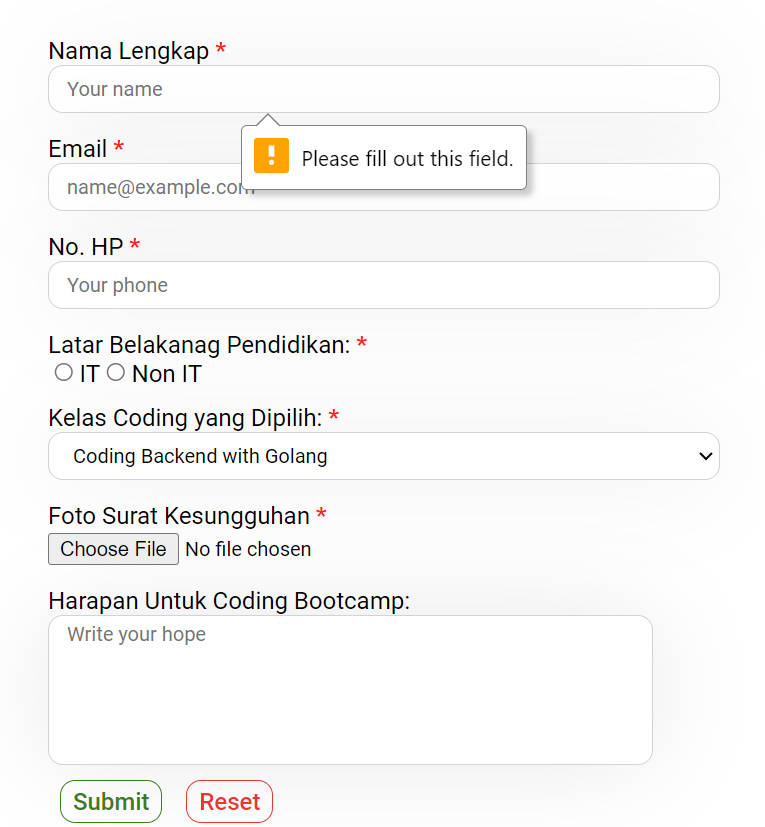 Nama Lengkap *
Your name
Please fill out this field.
Email *
name@example.com
No. HP *
Your phone
Latar Belakanag Pendidikan: *
IT Non IT
Kelas Coding yang Dipilih: *
Coding Backend with Golang
Foto Surat Kesungguhan *
Choose File No file chosen
Harapan Untuk Coding Bootcamp:
Write your hope
Submit Reset